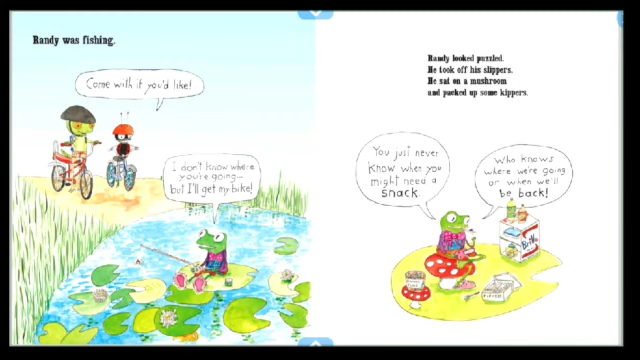 Randy was fishing.
Come with if you'd like!
I don't know where
you're going...
but I'll get my bike!
Randy looked puzzled.
He took off his slippers.
He sat on a mushroom
and packed up some kippers.
You just never
know when you
might need a
snack.
Who knows
where we're going
or when we'll
be back!